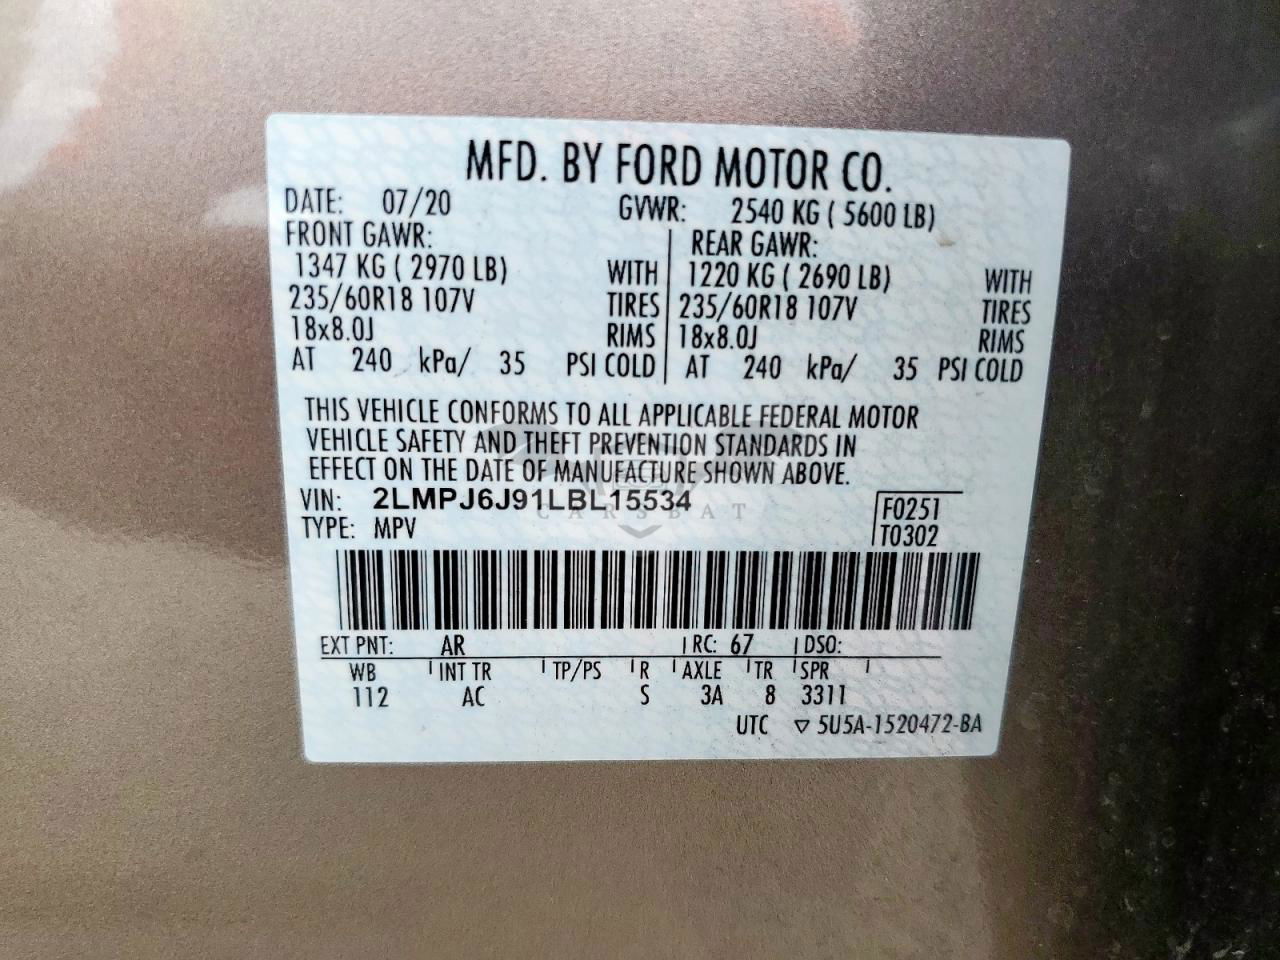 MFD. BY FORD MOTOR CO.
DATE: 07/20 GVWR: 2540 KG ( 5600 LB)
FRONT GAWR: REAR GAWR:
1347 KG ( 2970 LB) WITH 1220 KG ( 2690 LB) WITH
235/60R18 107V TIRES 235/60R18 107V TIRES
18x8.0J RIMS 18x8.0J RIMS
AT 240 kPa/ 35 PSI COLD AT 240 kPa/ 35 PSI COLD
THIS VEHICLE CONFORMS TO ALL APPLICABLE FEDERAL MOTOR
VEHICLE SAFETY AND THEFT PREVENTION STANDARDS IN
EFFECT ON THE DATE OF MANUFACTURE SHOWN ABOVE.
VIN: 2LMPJ6J91LBL15534 F0251
CARSBAT
TYPE: MPV T0302
EXT PNT: AR RC: 67 DSO:
WB INT TR TP/PS R AXLE TR SPR
112 AC S 3A 8 3311
UTC ▽ 5U5A-1520472-BA